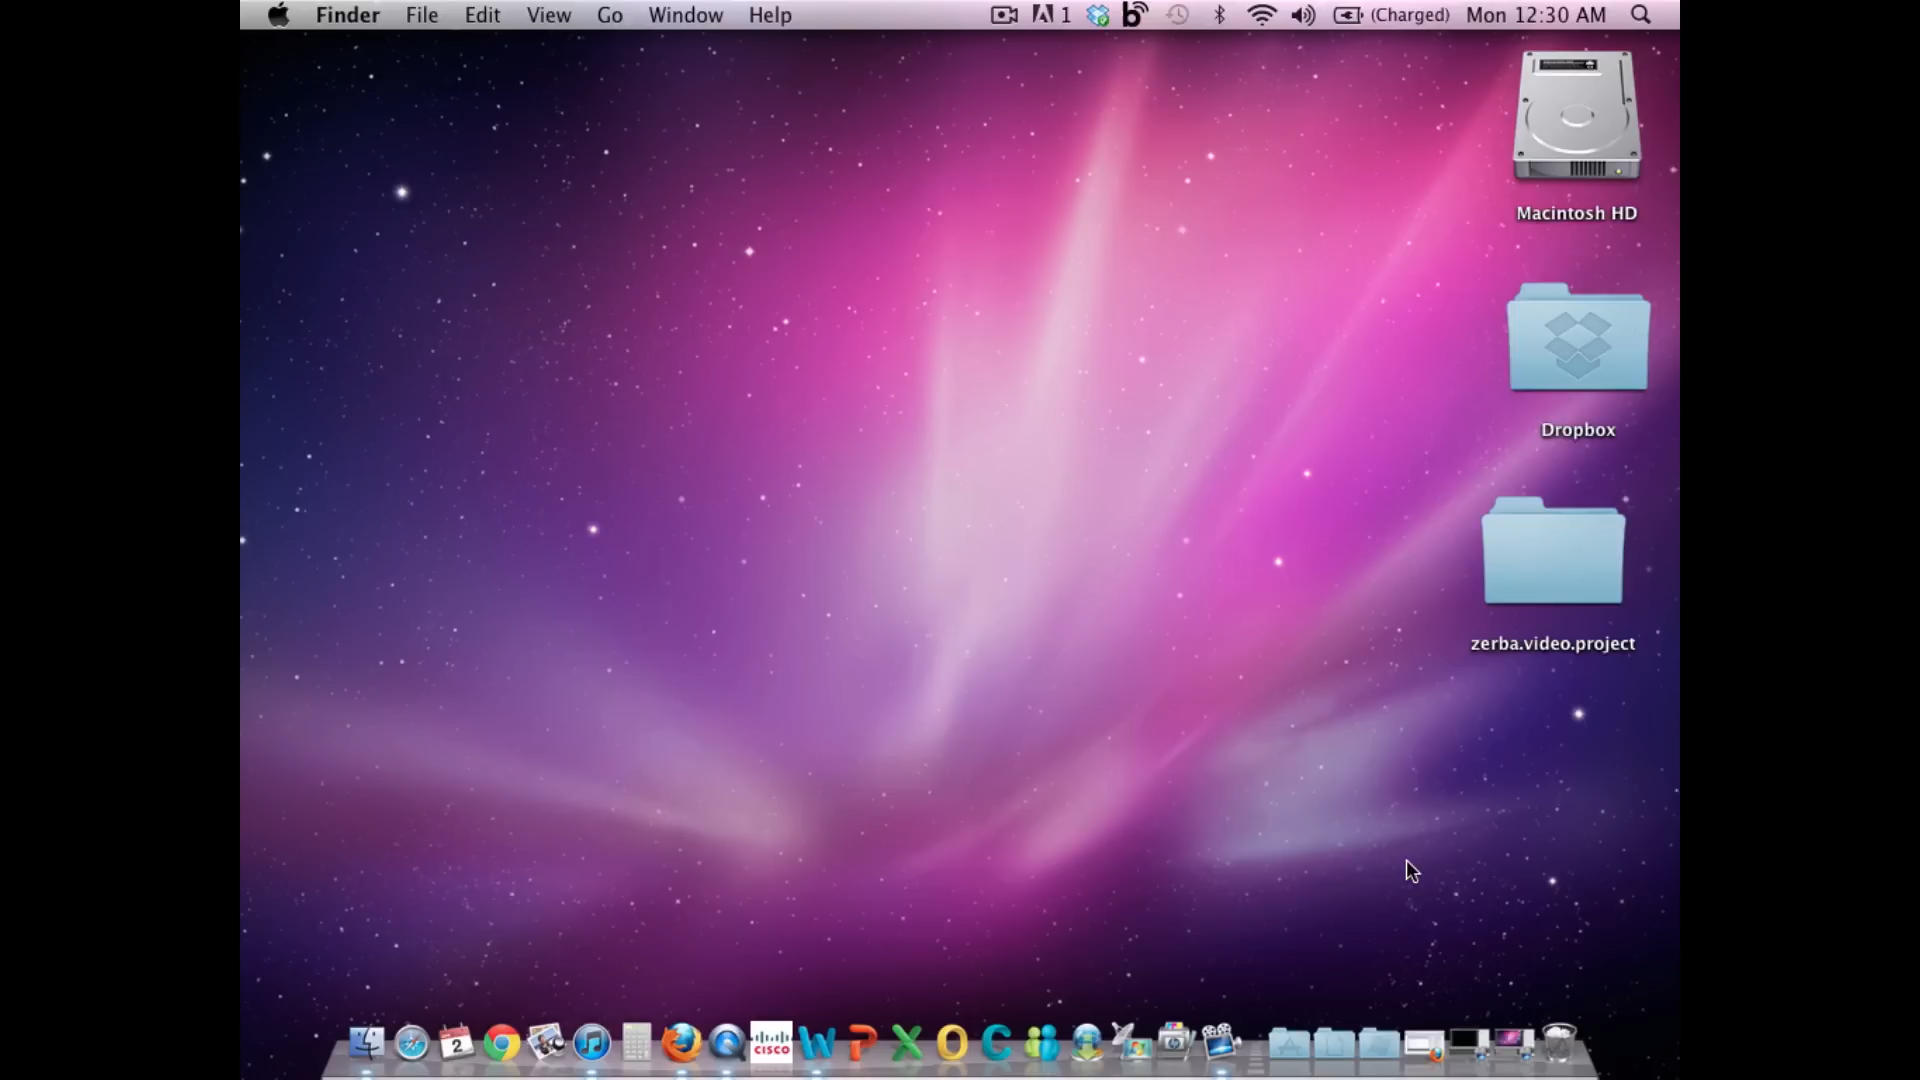 Finder File Edit View Go Window Help 1 (Charged) Mon 12:30 AM
Macintosh HD
Dropbox
zerba.video.project
2
CISCO